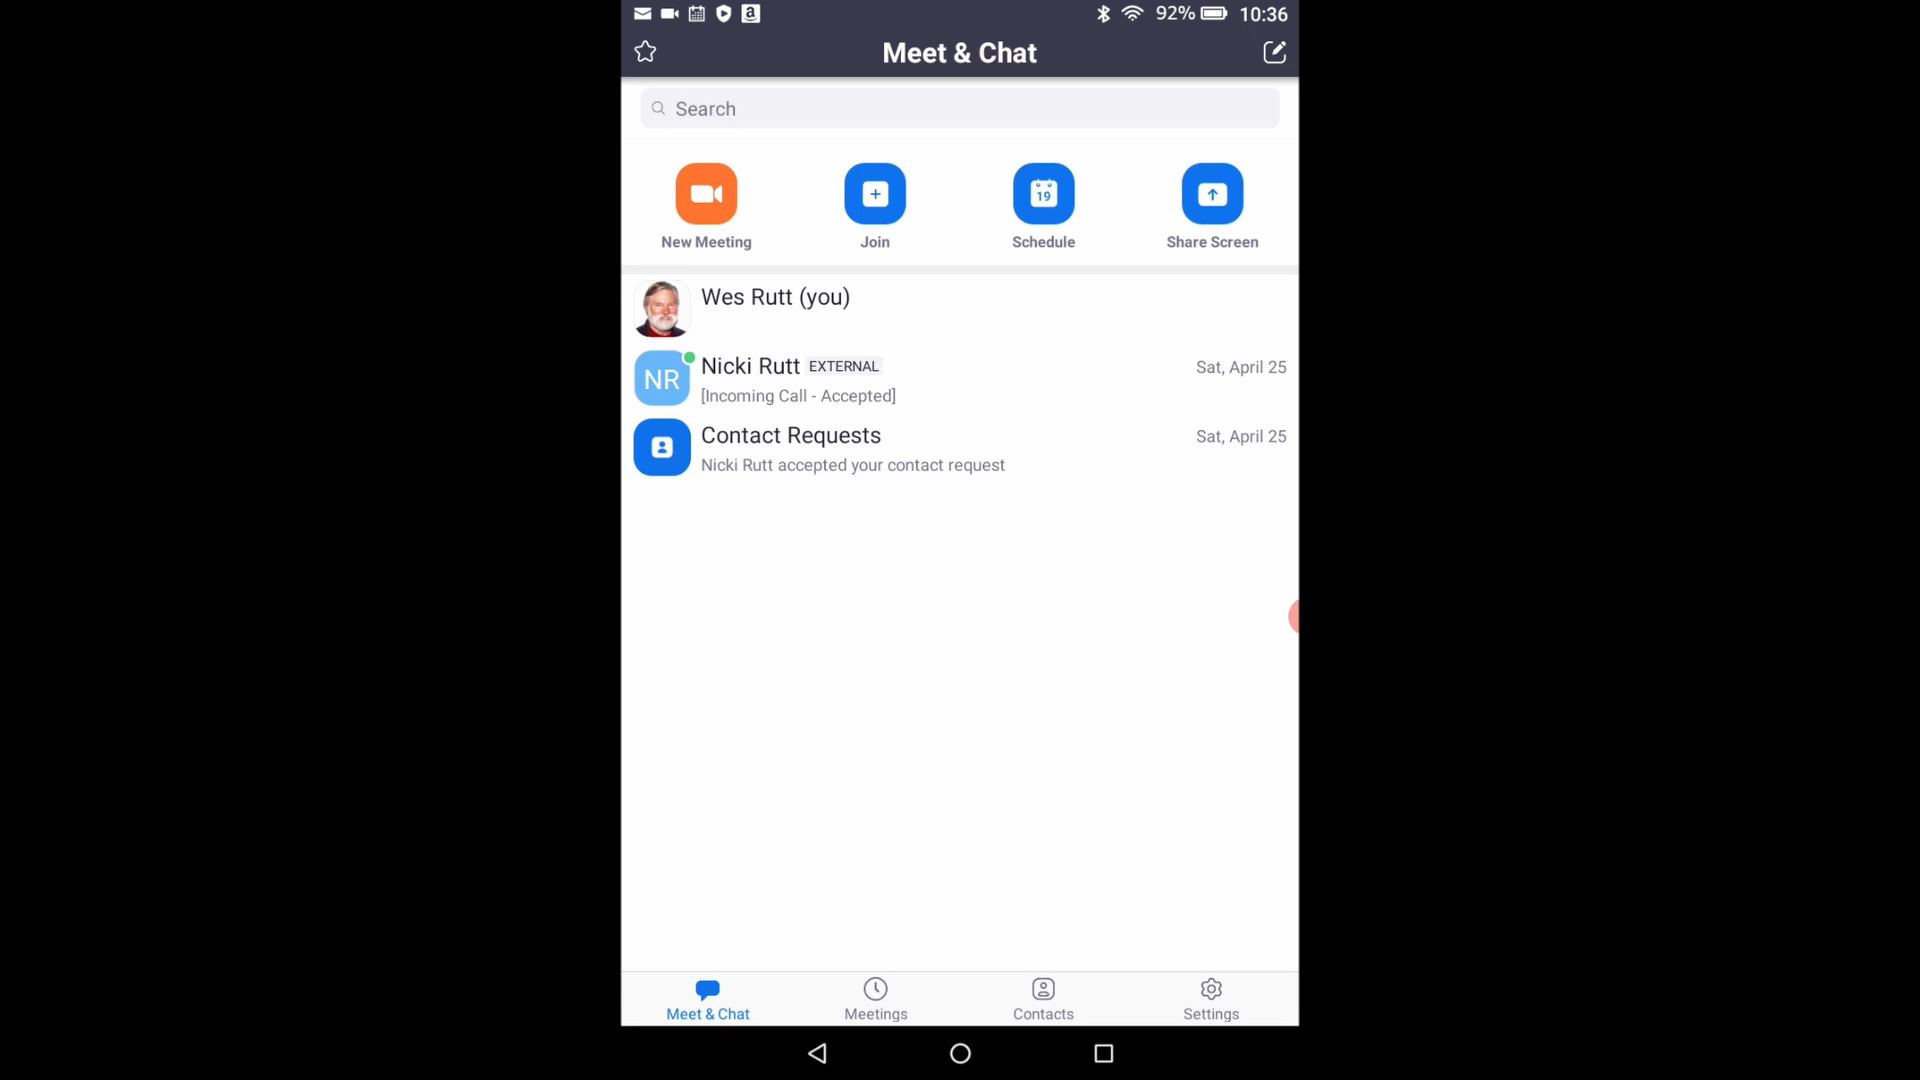 92% 10:36
Meet & Chat
Search
19
New Meeting Join Schedule Share Screen
Wes Rutt (you)
NR Nicki Rutt EXTERNAL Sat, April 25
[Incoming Call - Accepted]
Contact Requests Sat, April 25
Nicki Rutt accepted your contact request
Meet & Chat Meetings Contacts Settings